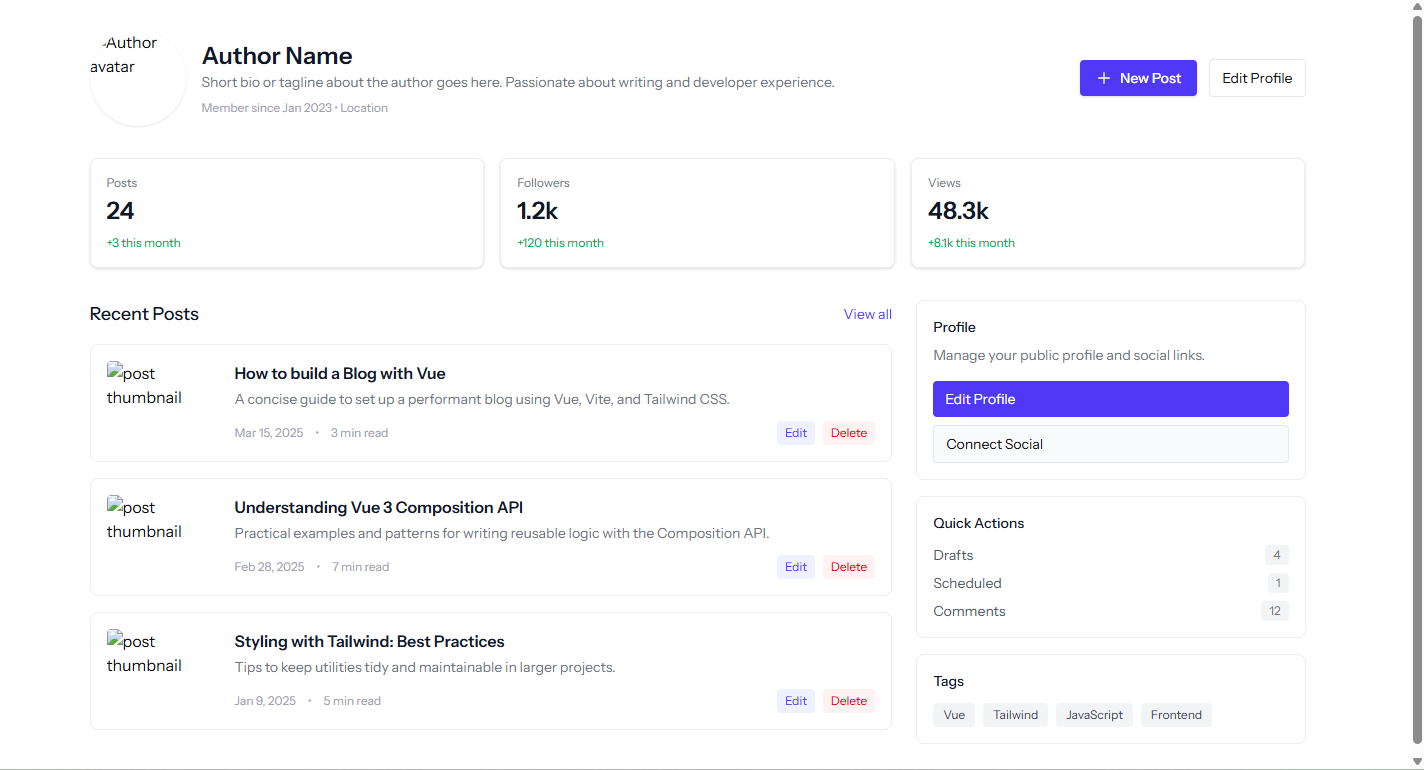 Author
avatar
Author Name
Short bio or tagline about the author goes here. Passionate about writing and developer experience.
Member since Jan 2023 • Location
New Post
Edit Profile
Posts
24
+3 this month
Followers
1.2k
+120 this month
Views
48.3k
+8.1k this month
Recent Posts
View all
post
thumbnail
How to build a Blog with Vue
A concise guide to set up a performant blog using Vue, Vite, and Tailwind CSS.
Mar 15, 2025 • 3 min read
Edit
Delete
post
thumbnail
Understanding Vue 3 Composition API
Practical examples and patterns for writing reusable logic with the Composition API.
Feb 28, 2025 • 7 min read
Edit
Delete
post
thumbnail
Styling with Tailwind: Best Practices
Tips to keep utilities tidy and maintainable in larger projects.
Jan 9, 2025 • 5 min read
Edit
Delete
Profile
Manage your public profile and social links.
Edit Profile
Connect Social
Quick Actions
Drafts 4
Scheduled 1
Comments 12
Tags
Vue
Tailwind
JavaScript
Frontend